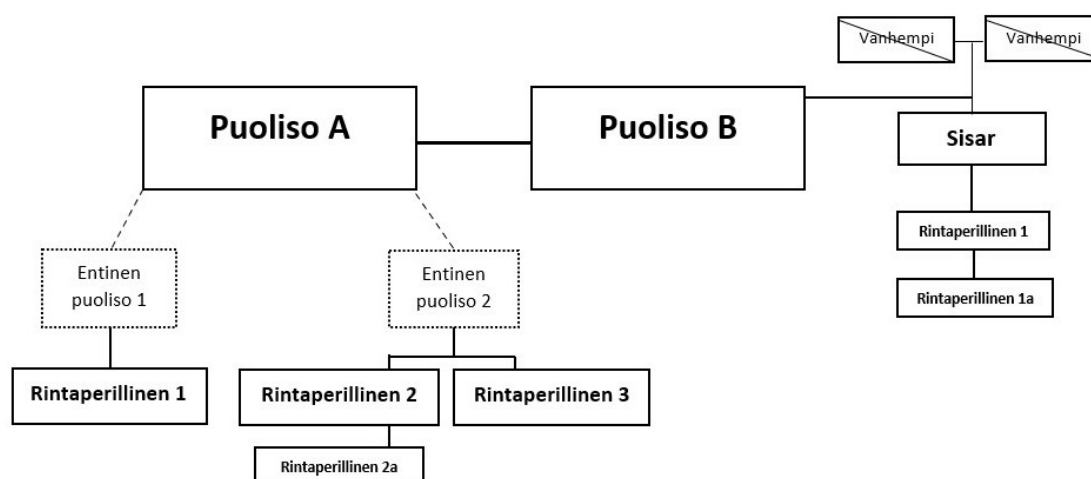 Vanhempi
Vanhempi
Puoliso A
Puoliso B
Sisar
Rintaperillinen 1
Rintaperillinen 1a
Entinen
puoliso 1
Entinen
puoliso 2
Rintaperillinen 1
Rintaperillinen 2
Rintaperillinen 3
Rintaperillinen 2a